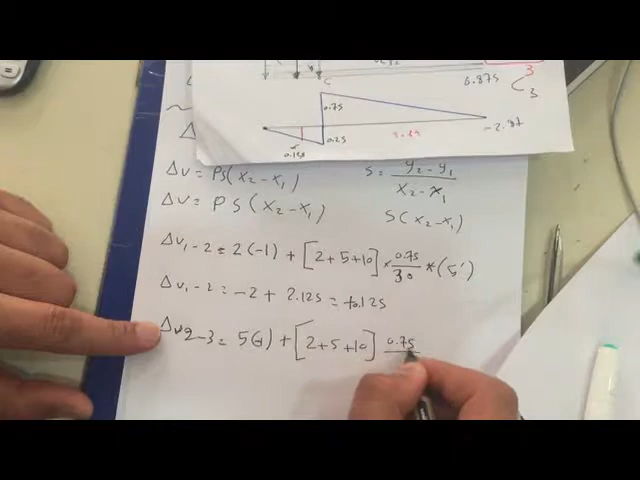 C
6.875
3
C3
0.75
0.25
-2.87
ΔV = PS(x2 - x1)
S = y2 - y1 / x2 - x1
ΔV = PS(x2 - x1)
S(x2 - x1)
ΔV1-2 = 2(-1) + [2+5+10] * 0.75/30 * (5')
ΔV1-2 = -2 + 2.125 = +0.125
ΔV2-3 = 5(-1) + [2+5+10] 0.75